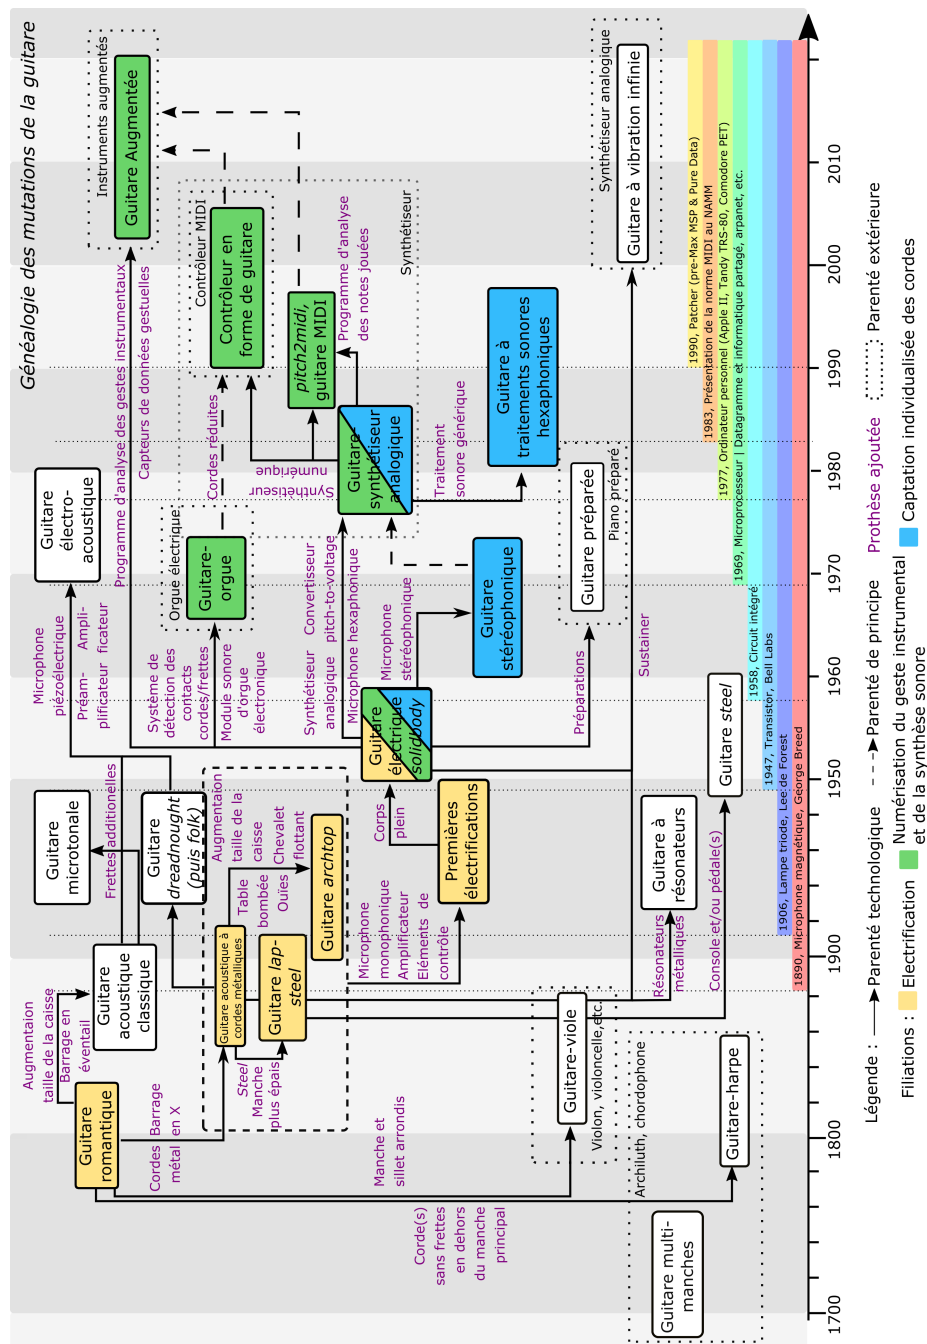 Généalogie des mutations de la guitare
Instruments augmentés
Guitare Augmentée
Programme d'analyse des gestes instrumentaux
Capteurs de données gestuelles
Contrôleur MIDI
Contrôleur en
forme de guitare
Synthétiseur
pitch2midi,
guitare MIDI
Programme d'analyse
des notes jouées
Synthétiseur analogique
Guitare à vibration infinie
Guitare
électro-
acoustique
Microphone
piézoélectrique
Préam- Ampli-
plificateur ficateur
Orgue électrique
Guitare-
orgue
Cordes réduites
Synthétiseur
numérique
Guitare-
synthétiseur
analogique
Traitement
sonore générique
Guitare à
traitements sonores
hexaphoniques
Système de
détection des
contacts
cordes/frettes
Module sonore
d'orgue
électronique
Synthétiseur Convertisseur
analogique pitch-to-voltage
Microphone hexaphonique
Microphone
stéréophonique
Guitare
stéréophonique
Guitare préparée
Piano préparé
Préparations
Sustainer
Guitare
électrique
solidbody
Guitare
microtonale
Frettes additionelles
Guitare
dreadnought
(puis folk)
Augmentaion
taille de la
caisse
Chevalet
flottant
Table
bombée
Ouïes
Guitare archtop
Corps
plein
Premières
électrifications
Microphone
monophonique
Amplificateur
Eléments de
contrôle
Guitare à
résonateurs
Résonateurs
métalliques
Guitare steel
Console et/ou pédale(s)
Augmentaion
taille de la caisse
Barrage en
éventail
Guitare
acoustique
classique
Guitare acoustique à
cordes métalliques
Guitare lap-
steel
Steel
Manche
plus épais
Guitare
romantique
Cordes Barrage
métal en X
Manche et
sillet arrondis
Guitare-viole
Violon, violoncelle,etc.
Corde(s)
sans frettes
en dehors
du manche
principal
Archiluth, chordophone
Guitare-harpe
Guitare multi-
manches
1990, Patcher (pre-Max MSP & Pure Data)
1983, Présentation de la norme MIDI au NAMM
1977, Ordinateur personnel (Apple II, Tandy TRS-80, Comodore PET)
1969, Microprocesseur | Datagramme et informatique partagé, arpanet, etc.
1958, Circuit intégré
1947, Transistor, Bell Labs
1906, Lampe triode, Lee de Forest
1890, Microphone magnétique, George Breed
1700
1800
1900
1950
1960
1970
1980
1990
2000
2010
Légende : Parenté technologique Parenté de principe Prothèse ajoutée Parenté extérieure
Filiations : Electrification Numérisation du geste instrumental
et de la synthèse sonore
Captation individualisée des cordes